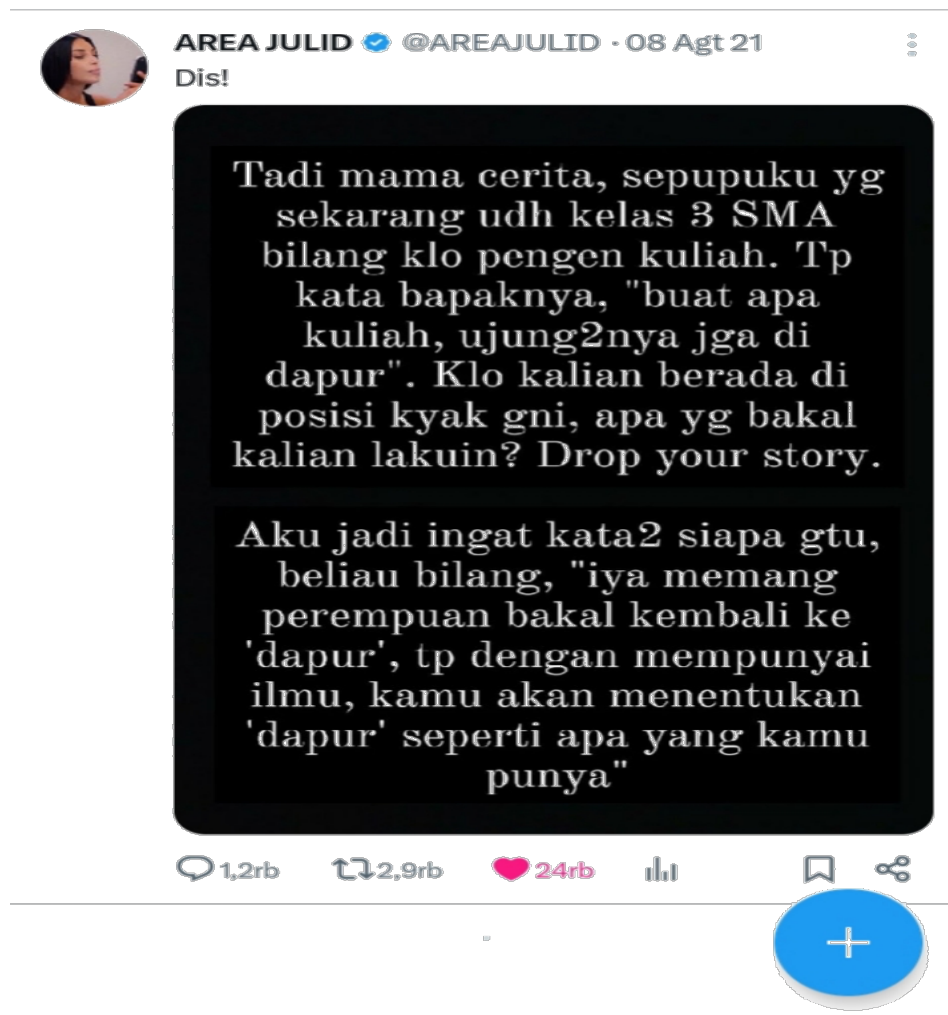 AREA JULID @AREAJULID · 08 Agt 21
Dis!
Tadi mama cerita, sepupuku yg
sekarang udh kelas 3 SMA
bilang klo pengen kuliah. Tp
kata bapaknya, "buat apa
kuliah, ujung2nya jga di
dapur". Klo kalian berada di
posisi kyak gni, apa yg bakal
kalian lakuin? Drop your story.
Aku jadi ingat kata2 siapa gtu,
beliau bilang, "iya memang
perempuan bakal kembali ke
'dapur', tp dengan mempunyai
ilmu, kamu akan menentukan
'dapur' seperti apa yang kamu
punya"
1,2rb 2,9rb 24rb